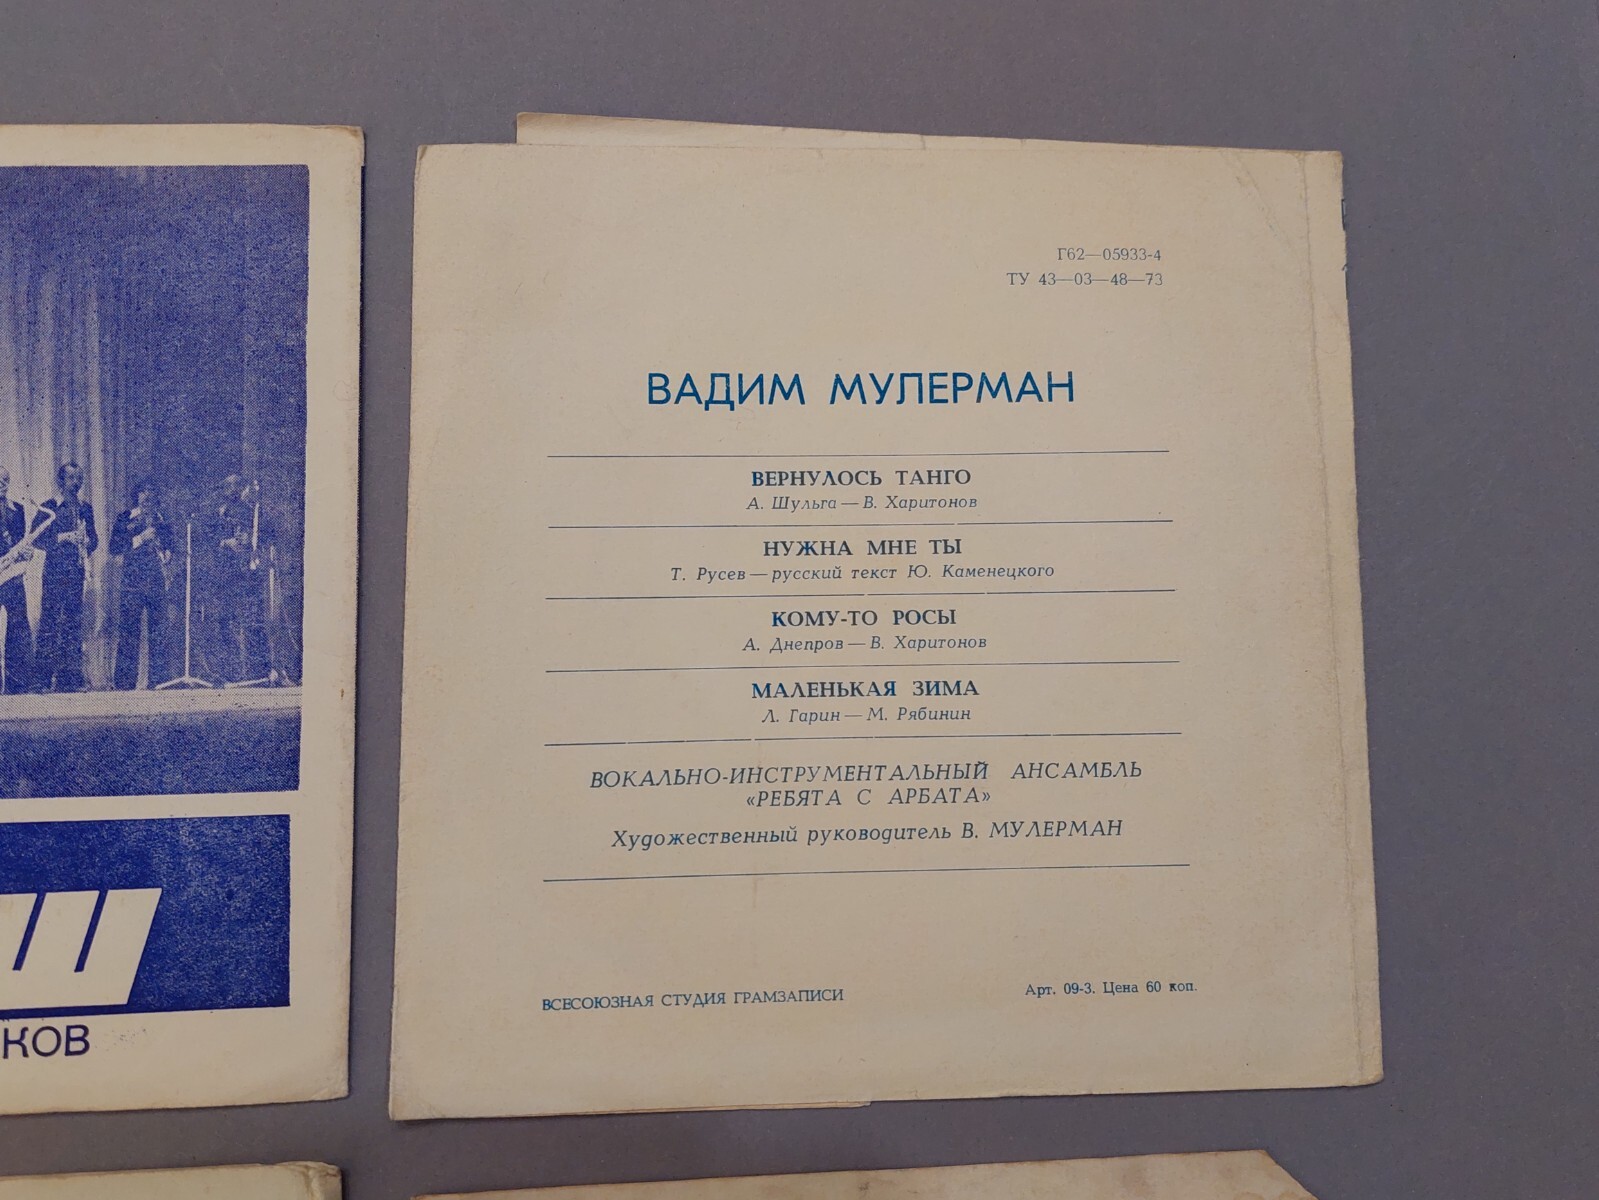 Г62—05933-4
ТУ 43—03—48—73
ВАДИМ МУЛЕРМАН
ВЕРНУЛОСЬ ТАНГО
А. Шульга — В. Харитонов
НУЖНА МНЕ ТЫ
Т. Русев — русский текст Ю. Каменецкого
КОМУ-ТО РОСЫ
А. Днепров — В. Харитонов
МАЛЕНЬКАЯ ЗИМА
Л. Гарин — М. Рябинин
ВОКАЛЬНО-ИНСТРУМЕНТАЛЬНЫЙ АНСАМБЛЬ
«РЕБЯТА С АРБАТА»
Художественный руководитель В. МУЛЕРМАН
ВСЕСОЮЗНАЯ СТУДИЯ ГРАМЗАПИСИ
Арт. 09-3. Цена 60 коп.
КОВ